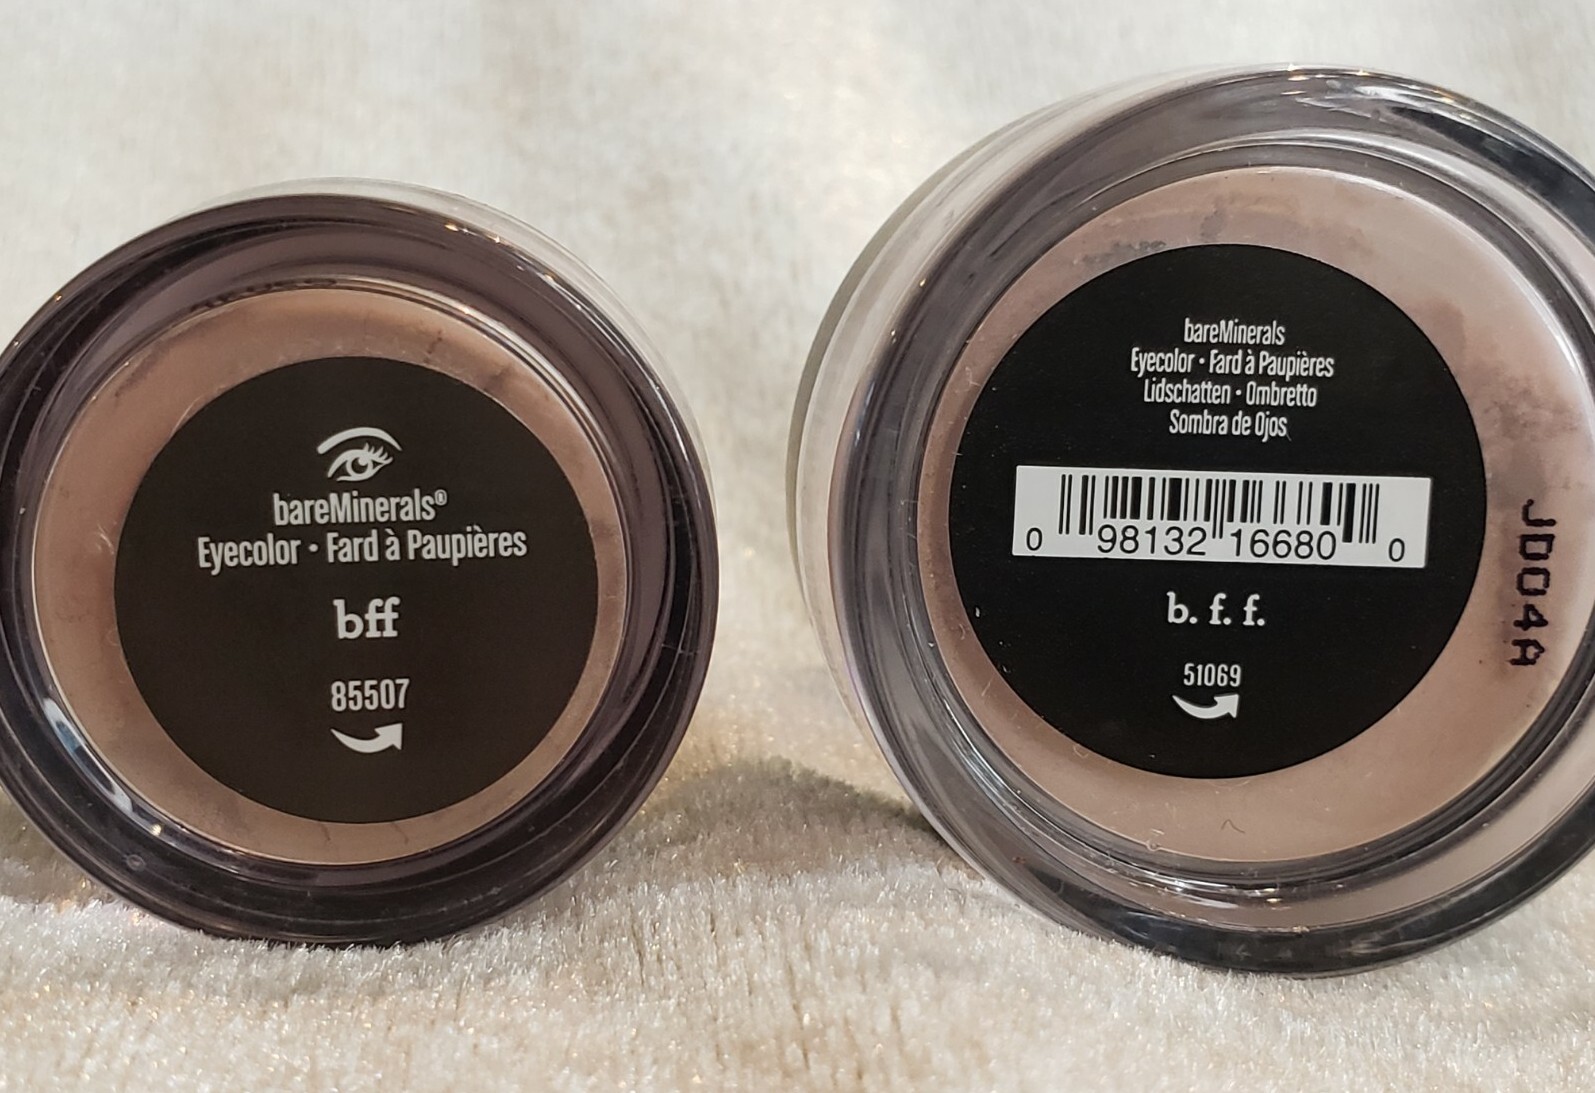 bareMinerals®
Eyecolor • Fard à Paupières
bff
85507
bareMinerals
Eyecolor • Fard à Paupières
Lidschatten • Ombretto
Sombra de Ojos
0 98132 16680 0
b. f. f.
51069
JD04A